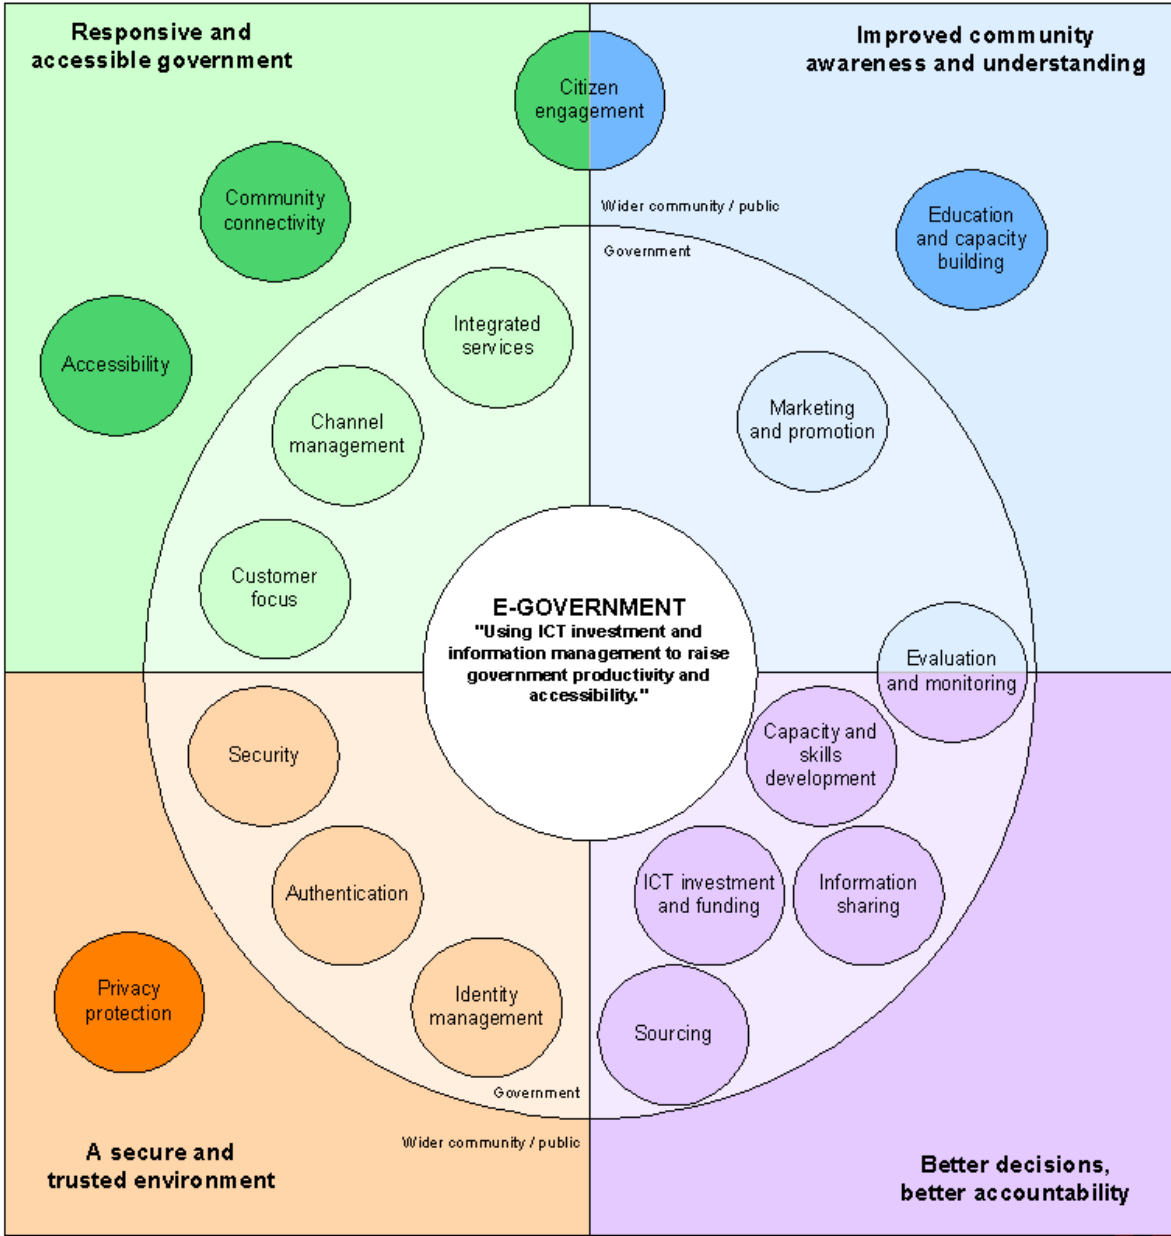 Responsive and
accessible government
Improved community
awareness and understanding
Citizen
engagement
Community
connectivity
Wider community / public
Education
and capacity
building
Government
Integrated
services
Accessibility
Channel
management
Marketing
and promotion
Customer
focus
E-GOVERNMENT
"Using ICT investment and
information management to raise
government productivity and
accessibility."
Evaluation
and monitoring
Security
Capacity and
skills
development
Authentication
ICT investment
and funding
Information
sharing
Privacy
protection
Identity
management
Sourcing
Government
Wider community / public
A secure and
trusted environment
Better decisions,
better accountability